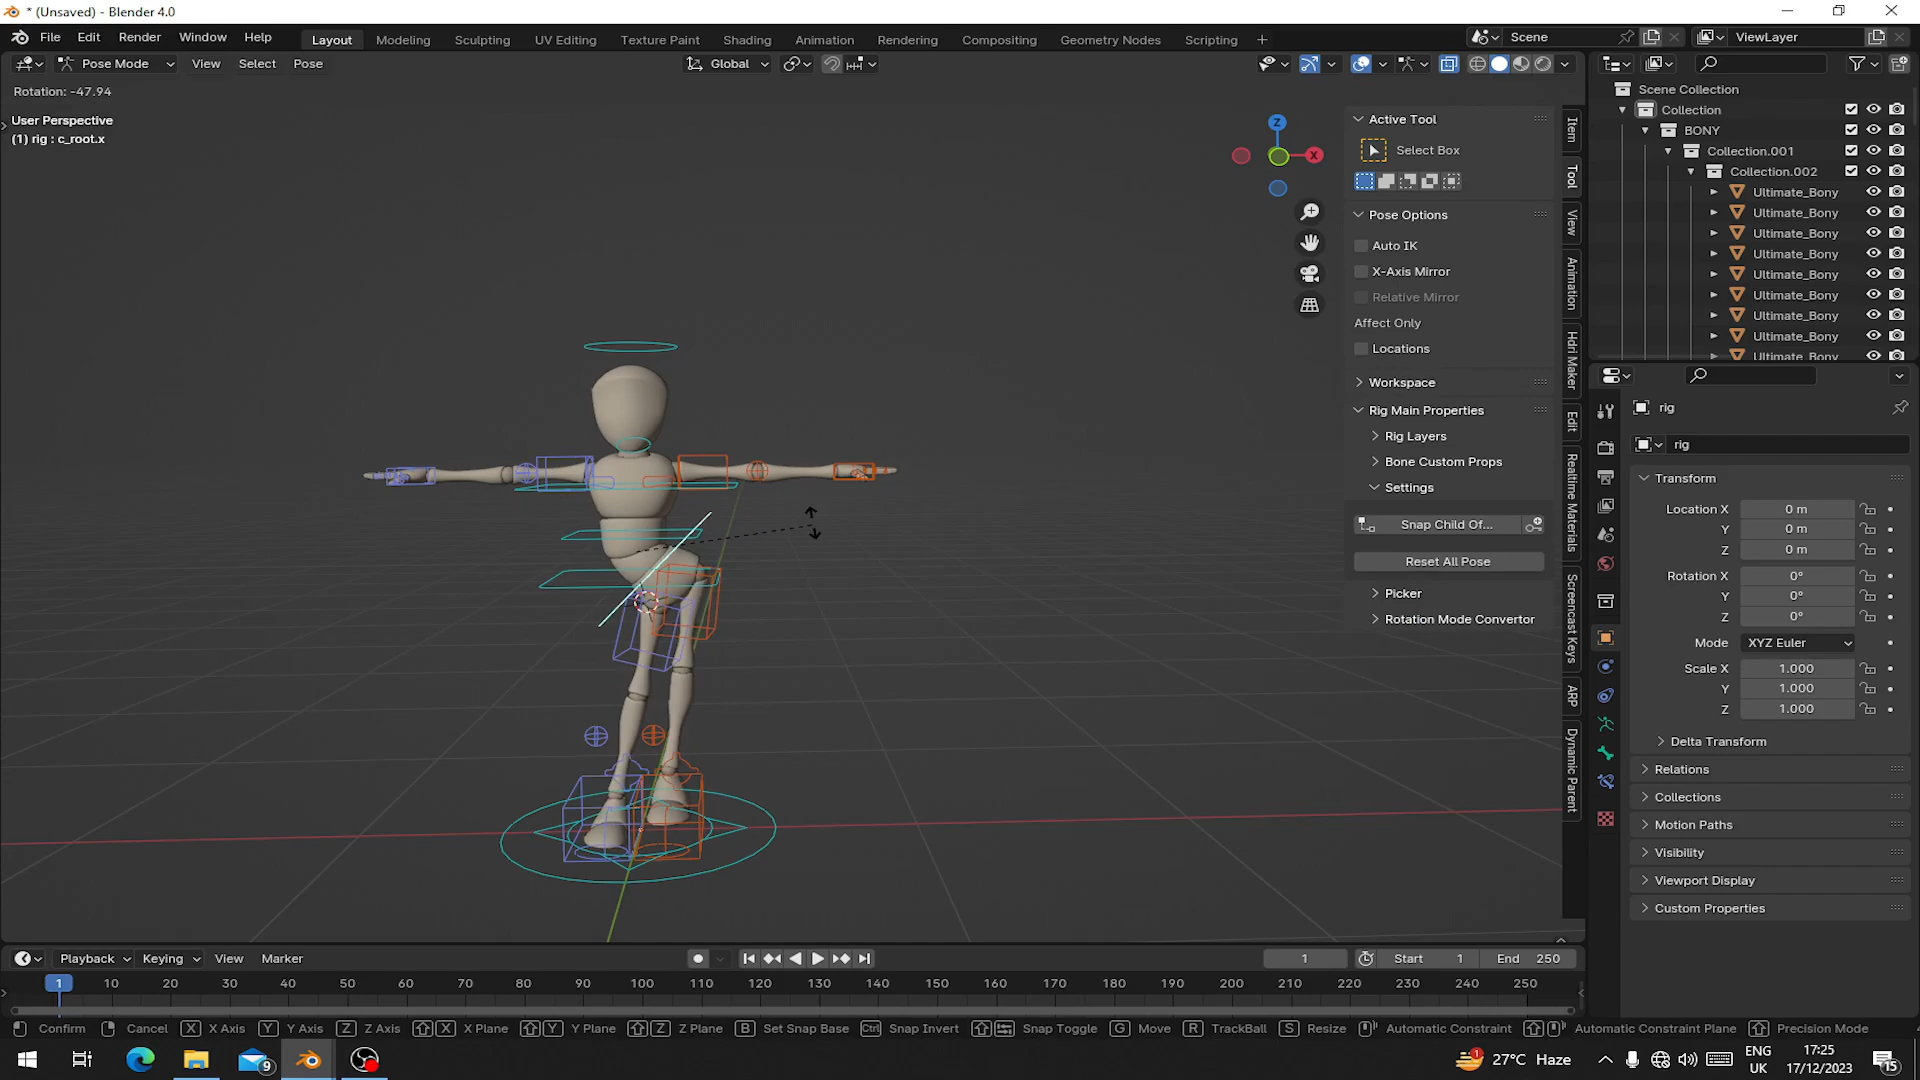 * (Unsaved) - Blender 4.0
File Edit Render Window Help Layout Modeling Sculpting UV Editing Texture Paint Shading Animation Rendering Compositing Geometry Nodes Scripting + Scene ViewLayer
Pose Mode View Select Pose Global
Rotation: -47.94
User Perspective
(1) rig : c_root.x
Z
X
Active Tool
Select Box
Pose Options
Auto IK
X-Axis Mirror
Relative Mirror
Affect Only
Locations
Workspace
Rig Main Properties
Rig Layers
Bone Custom Props
Settings
Snap Child Of...
Reset All Pose
Picker
Rotation Mode Convertor
Item
Tool
View
Animation
Hdri Maker
Edit
Realtime Materials
Screencast Keys
ARP
Dynamic Parent
Scene Collection
Collection
BONY
Collection.001
Collection.002
Ultimate_Bony
Ultimate_Bony
Ultimate_Bony
Ultimate_Bony
Ultimate_Bony
Ultimate_Bony
Ultimate_Bony
Ultimate_Bony
Ultimate_Bony
rig
rig
Transform
Location X 0 m
Y 0 m
Z 0 m
Rotation X 0°
Y 0°
Z 0°
Mode XYZ Euler
Scale X 1.000
Y 1.000
Z 1.000
Delta Transform
Relations
Collections
Motion Paths
Visibility
Viewport Display
Custom Properties
Playback Keying View Marker 1 Start 1 End 250
1 10 20 30 40 50 60 70 80 90 100 110 120 130 140 150 160 170 180 190 200 210 220 230 240 250
Confirm Cancel X X Axis Y Y Axis Z Z Axis X X Plane Y Y Plane Z Z Plane B Set Snap Base Ctrl Snap Invert Snap Toggle G Move R TrackBall S Resize Automatic Constraint Automatic Constraint Plane Precision Mode
9 1 27°C Haze ENG 17:25
UK 17/12/2023 15